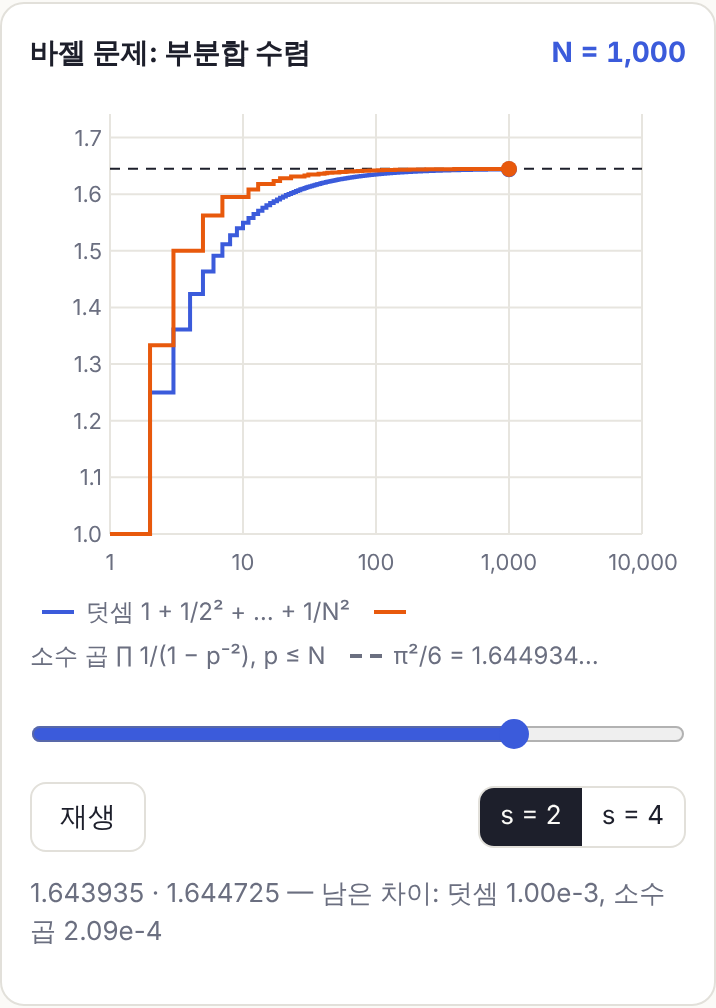 바젤 문제: 부분합 수렴
N = 1,000
1.7
1.6
1.5
1.4
1.3
1.2
1.1
1.0
1 10 100 1,000 10,000
덧셈 1 + 1/2² + … + 1/N²
소수 곱 ∏ 1/(1 − p⁻²), p ≤ N π²/6 = 1.644934…
재생
s = 2 s = 4
1.643935 · 1.644725 — 남은 차이: 덧셈 1.00e-3, 소수
곱 2.09e-4